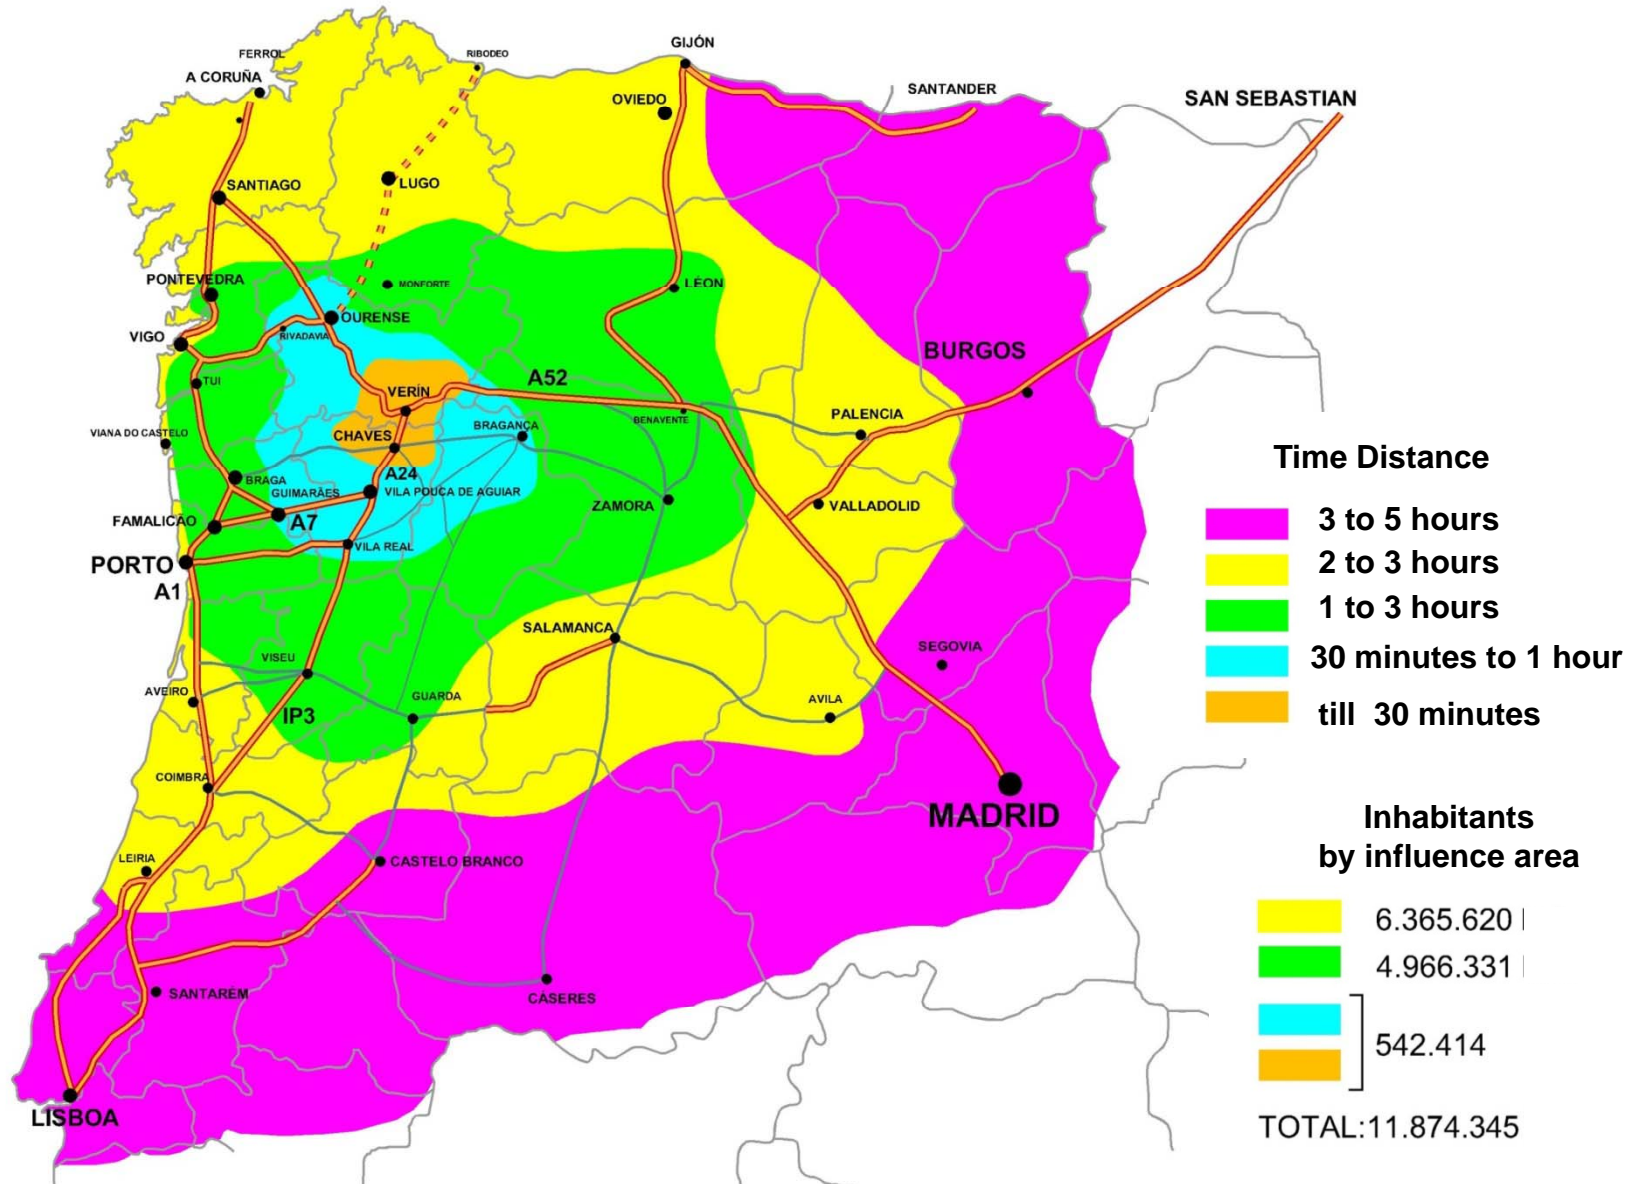 FERROL
A CORUÑA
RIBODEO
GIJÓN
OVIEDO
SANTANDER
SAN SEBASTIAN
SANTIAGO
LUGO
PONTEVEDRA
MONFORTE
LÉON
VIGO
OURENSE
RIVADAVIA
TUI
VERÍN
A52
BURGOS
BENAVENTE
PALENCIA
VIANA DO CASTELO
CHAVES
BRAGANÇA
A24
BRAGA
GUIMARÃES
VILA POUCA DE AGUIAR
ZAMORA
VALLADOLID
FAMALICÃO
A7
VILA REAL
PORTO
A1
SALAMANCA
VISEU
SEGOVIA
AVEIRO
GUARDA
AVILA
IP3
COIMBRA
MADRID
LEIRIA
CASTELO BRANCO
SANTARÉM
CÁSERES
LISBOA
Time Distance
3 to 5 hours
2 to 3 hours
1 to 3 hours
30 minutes to 1 hour
till 30 minutes
Inhabitants
by influence area
6.365.620
4.966.331
542.414
TOTAL:11.874.345